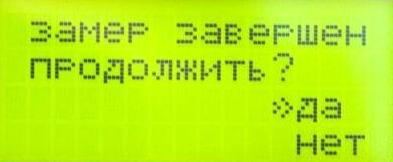 замер завершен
продолжить?
»да
нет